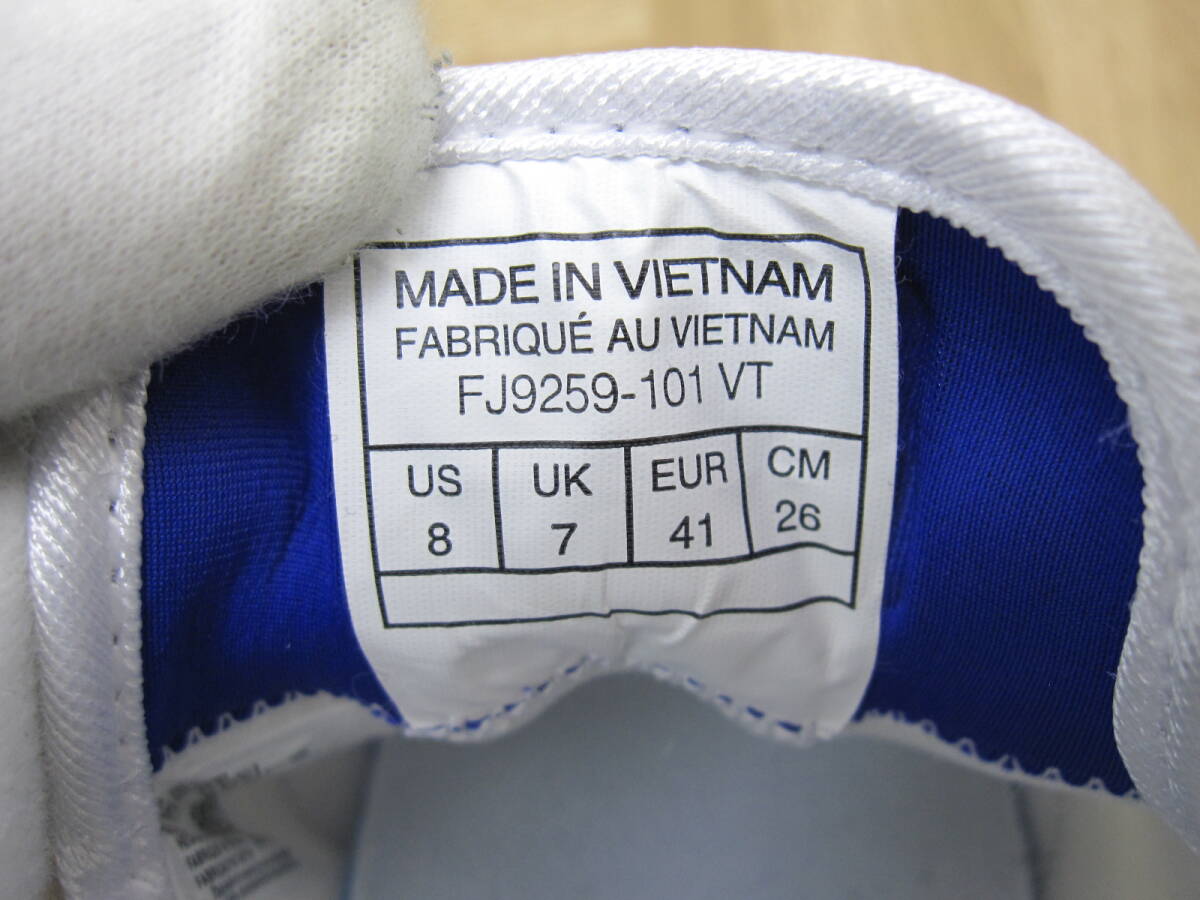 MADE IN VIETNAM
FABRIQUÉ AU VIETNAM
FJ9259-101 VT
US UK EUR CM
8 7 41 26